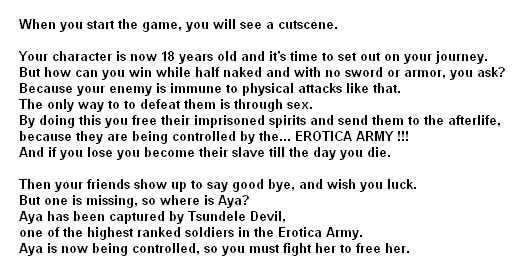 When you start the game, you will see a cutscene.
Your character is now 18 years old and it's time to set out on your journey.
But how can you win while half naked and with no sword or armor, you ask?
Because your enemy is immune to physical attacks like that.
The only way to to defeat them is through sex.
By doing this you free their imprisoned spirits and send them to the afterlife,
because they are being controlled by the... EROTICA ARMY !!!
And if you lose you become their slave till the day you die.
Then your friends show up to say good bye, and wish you luck.
But one is missing, so where is Aya?
Aya has been captured by Tsundele Devil,
one of the highest ranked soldiers in the Erotica Army.
Aya is now being controlled, so you must fight her to free her.